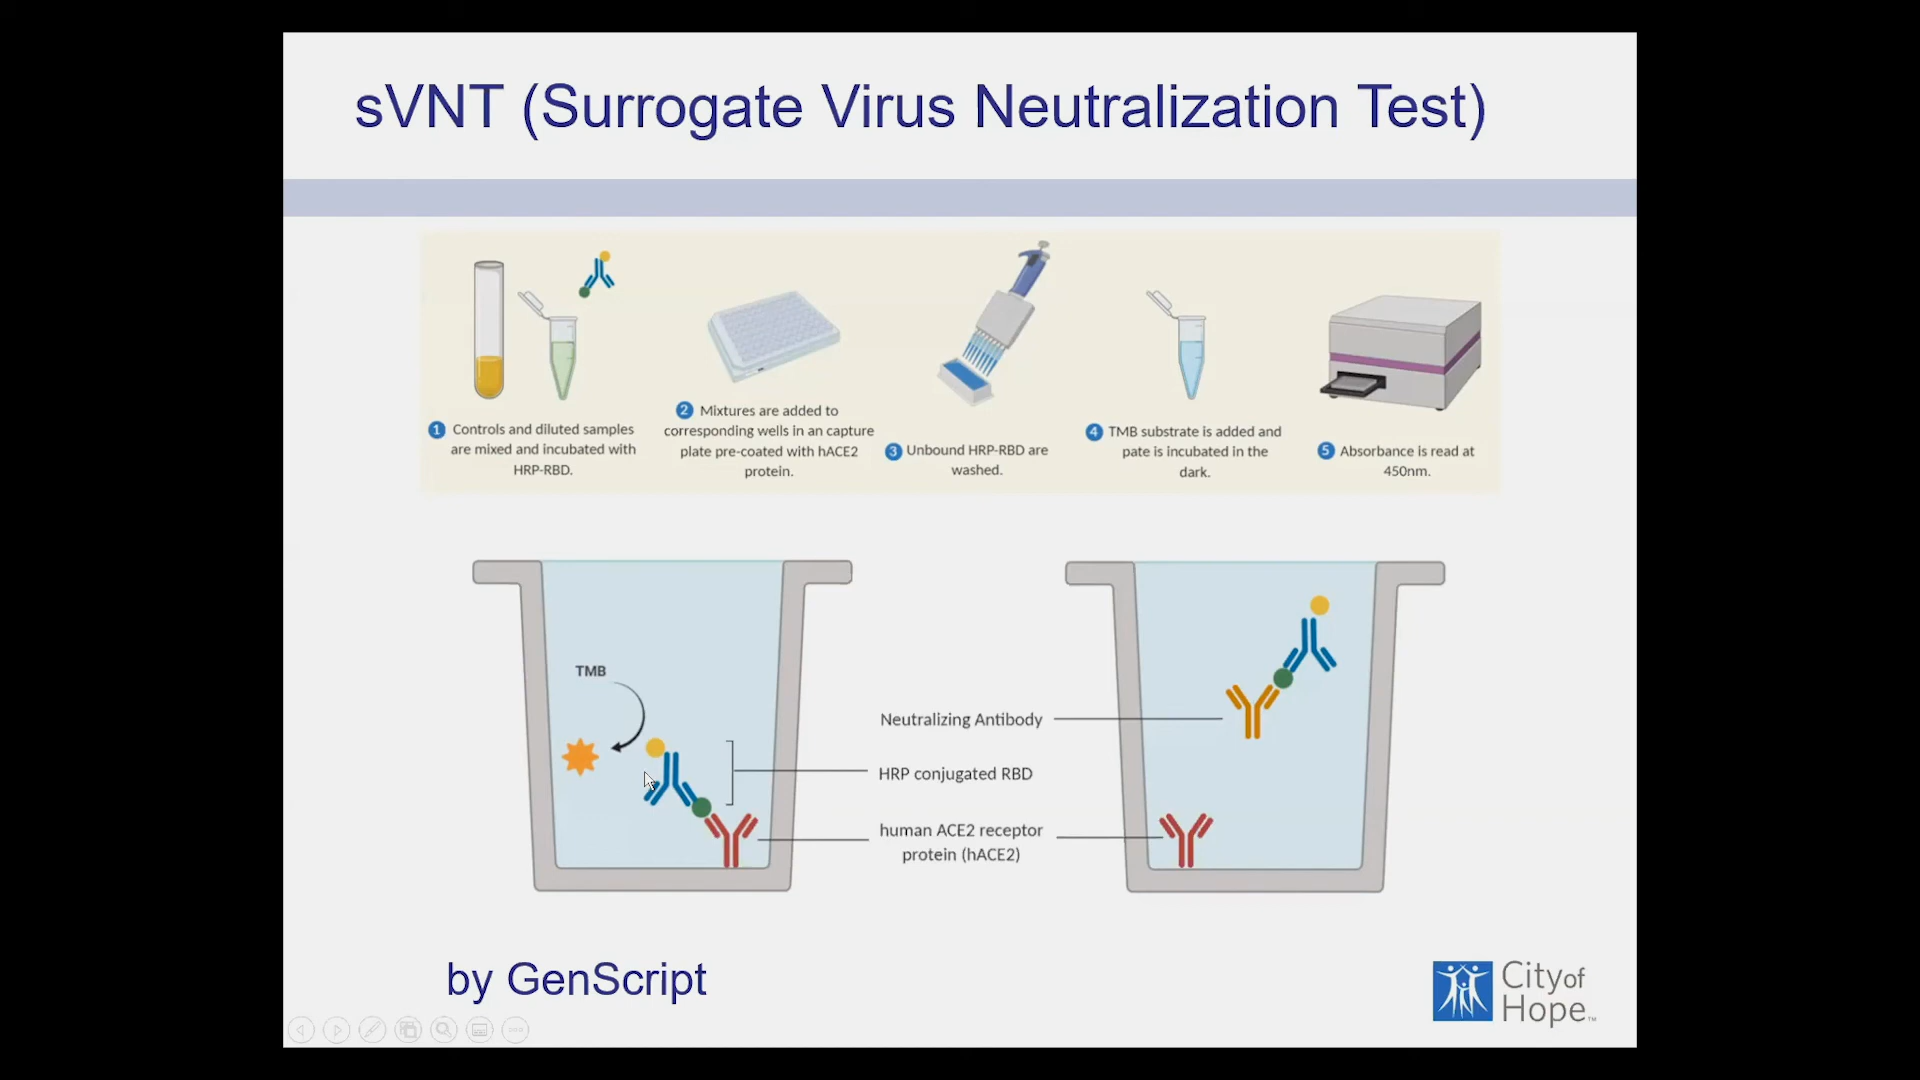 sVNT (Surrogate Virus Neutralization Test)
1 Controls and diluted samples
are mixed and incubated with
HRP-RBD.
2 Mixtures are added to
corresponding wells in an capture
plate pre-coated with hACE2
protein.
3 Unbound HRP-RBD are
washed.
4 TMB substrate is added and
pate is incubated in the
dark.
5 Absorbance is read at
450nm.
TMB
Neutralizing Antibody
HRP conjugated RBD
human ACE2 receptor
protein (hACE2)
by GenScript
City of
Hope™